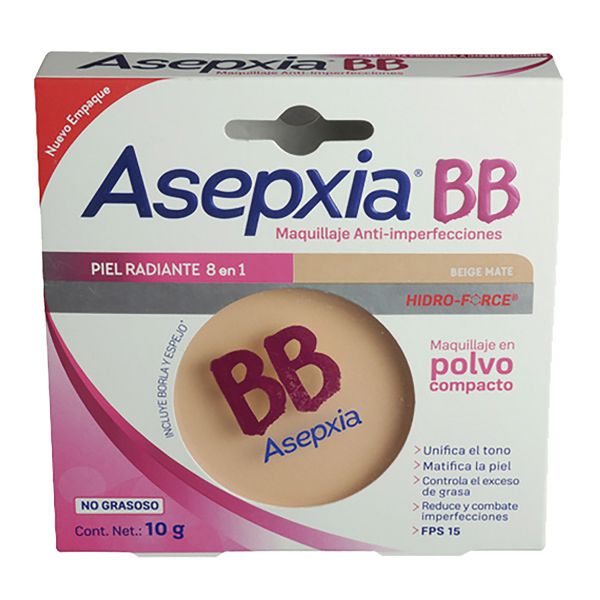 Asepxia BB
Maquillaje Anti-imperfecciones
Nuevo Empaque
Asepxia® BB
Maquillaje Anti-imperfecciones
PIEL RADIANTE 8 en 1
BEIGE MATE
HIDRO-FORCE®
INCLUYE BORLA Y ESPEJO*
BB
Asepxia
Maquillaje en
polvo
compacto
> Unifica el tono
> Matifica la piel
> Controla el exceso
de grasa
> Reduce y combate
imperfecciones
> FPS 15
NO GRASOSO
Cont. Net.: 10 g